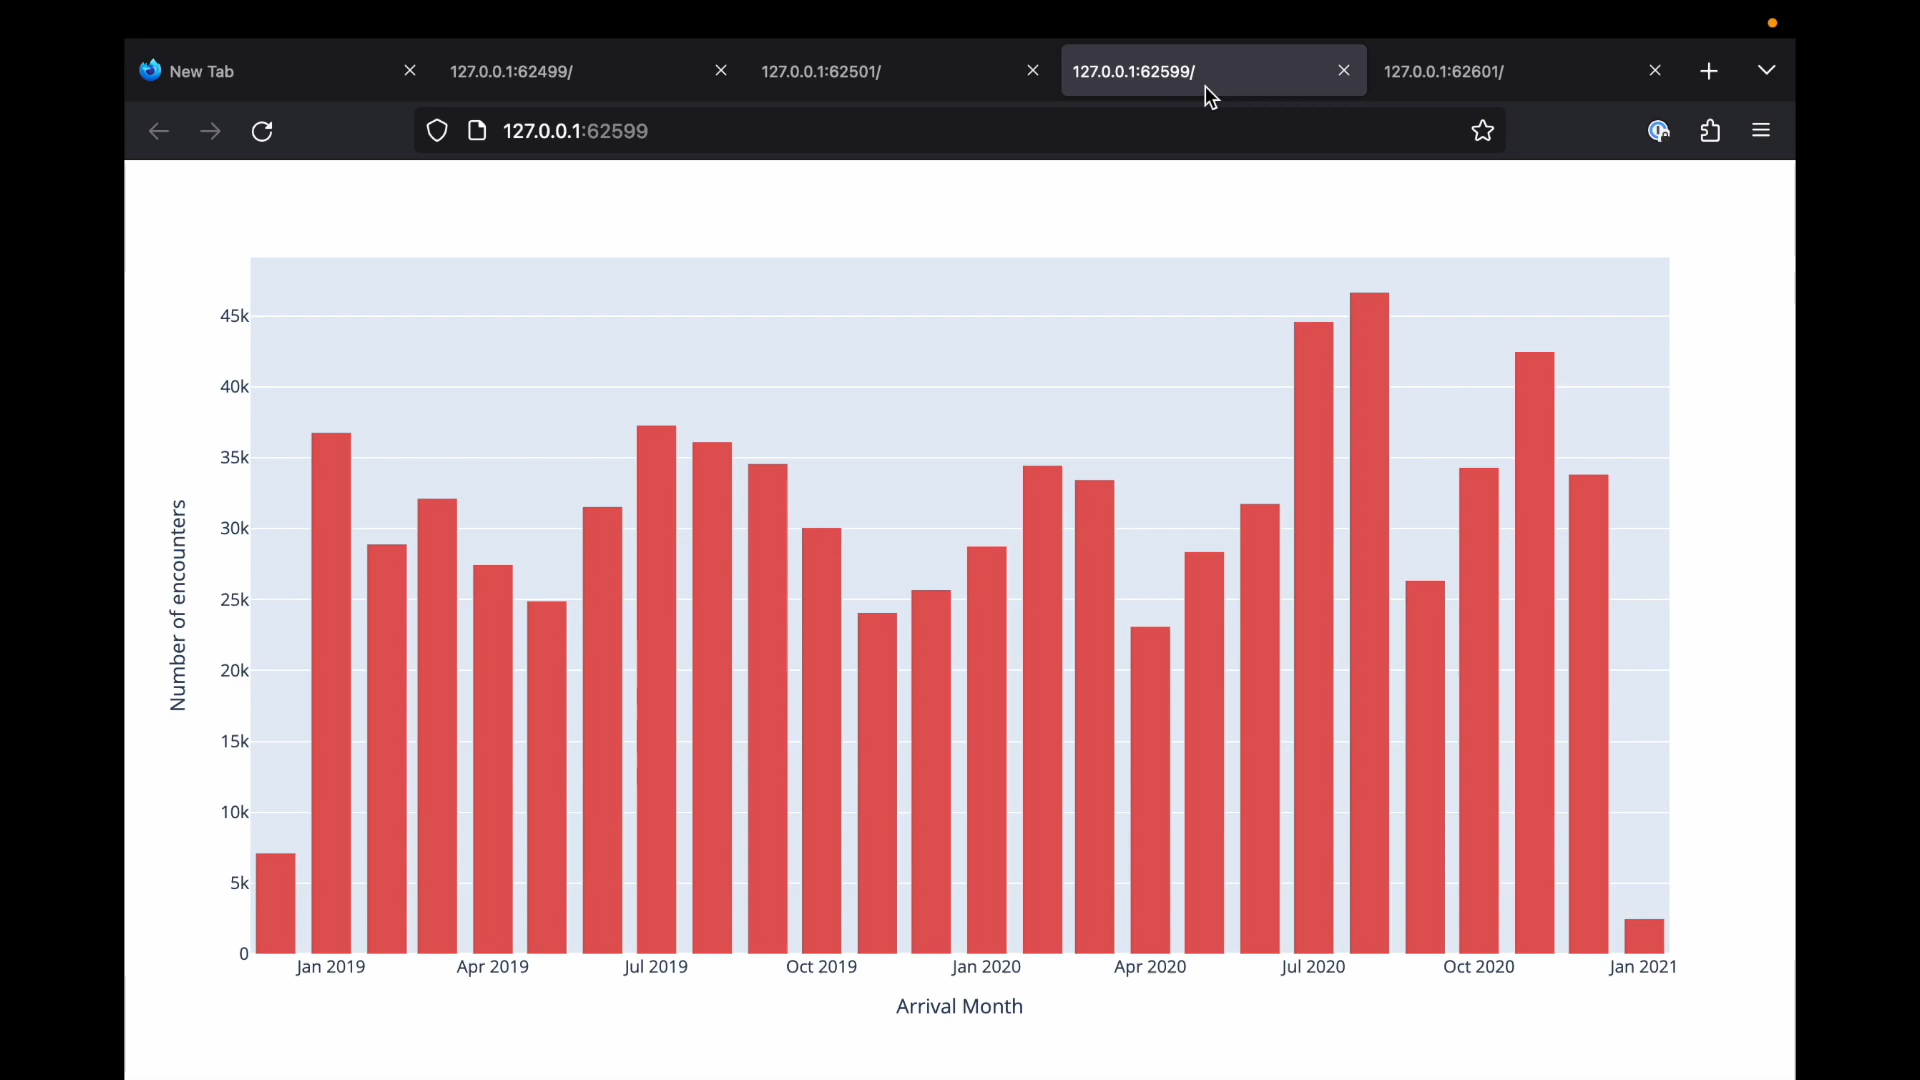 New Tab
127.0.0.1:62499/
127.0.0.1:62501/
127.0.0.1:62599/
127.0.0.1:62601/
127.0.0.1:62599
45k
40k
35k
30k
25k
20k
15k
10k
5k
0
Number of encounters
Jan 2019
Apr 2019
Jul 2019
Oct 2019
Jan 2020
Apr 2020
Jul 2020
Oct 2020
Jan 2021
Arrival Month